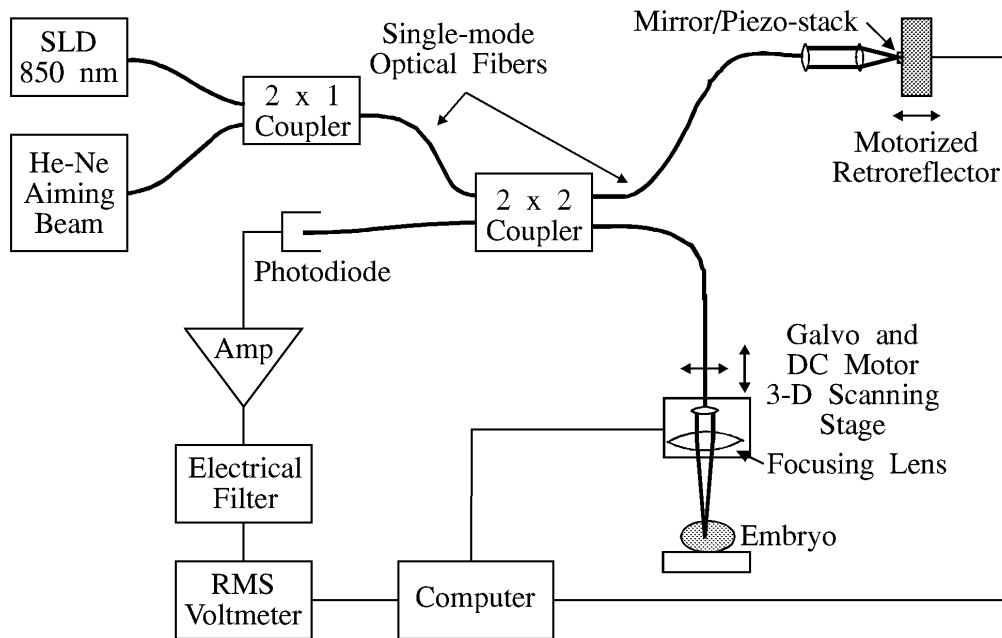 SLD
850 nm
He-Ne
Aiming
Beam
2 x 1
Coupler
Single-mode
Optical Fibers
Mirror/Piezo-stack
Motorized
Retroreflector
2 x 2
Coupler
Photodiode
Amp
Electrical
Filter
RMS
Voltmeter
Computer
Galvo and
DC Motor
3-D Scanning
Stage
Focusing Lens
Embryo